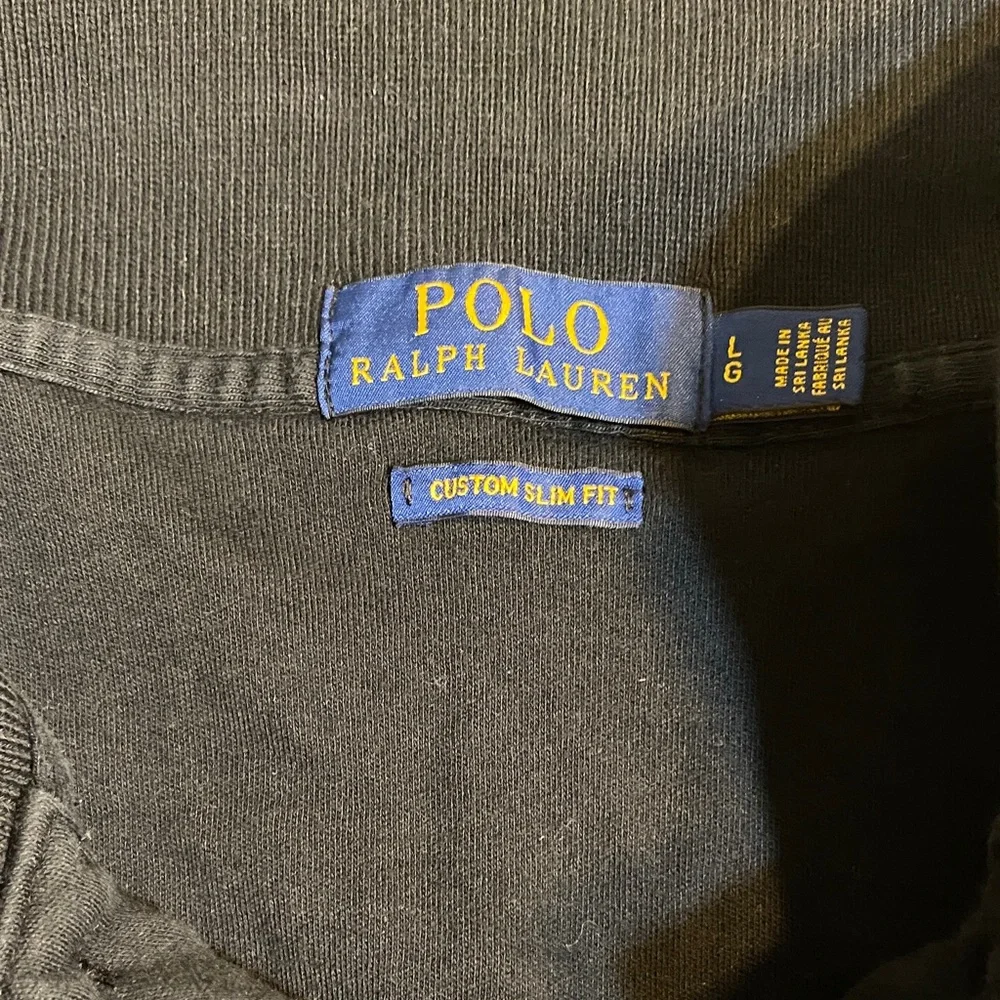 POLO
RALPH LAUREN
L
G
MADE IN
SRI LANKA
FABRIQUÉ AU
SRI LANKA
CUSTOM SLIM FIT